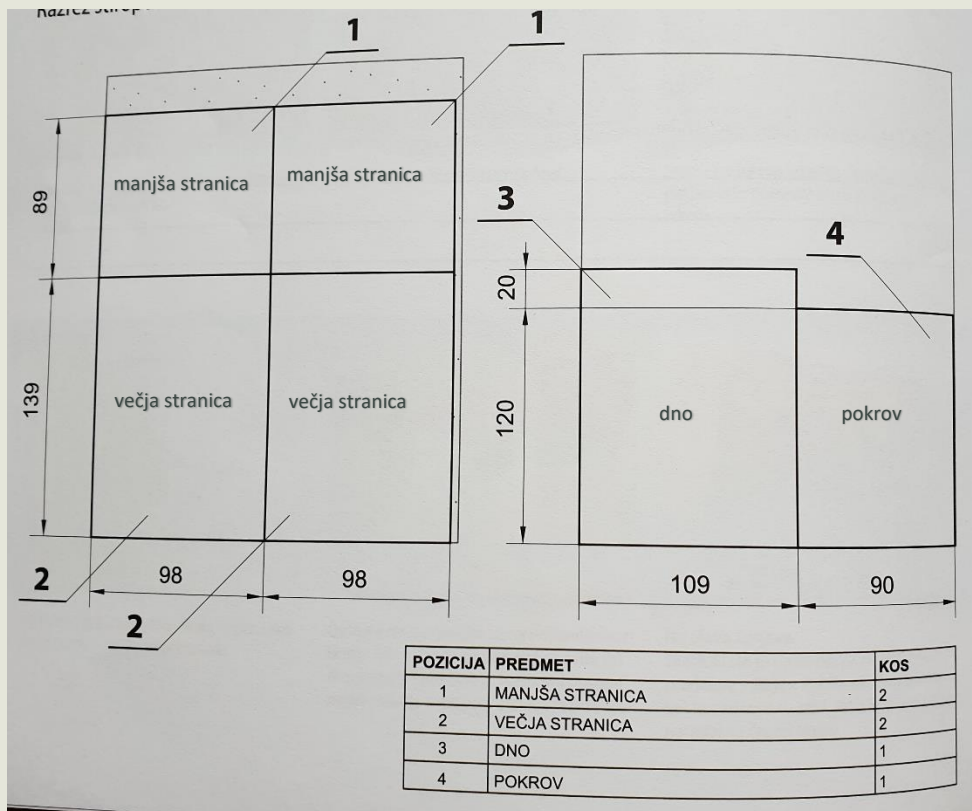 1
1
manjša stranica
manjša stranica
89
3
4
20
139
večja stranica
večja stranica
120
dno
pokrov
2
98
98
2
109
90
POZICIJA PREDMET KOS
1 MANJŠA STRANICA 2
2 VEČJA STRANICA 2
3 DNO 1
4 POKROV 1